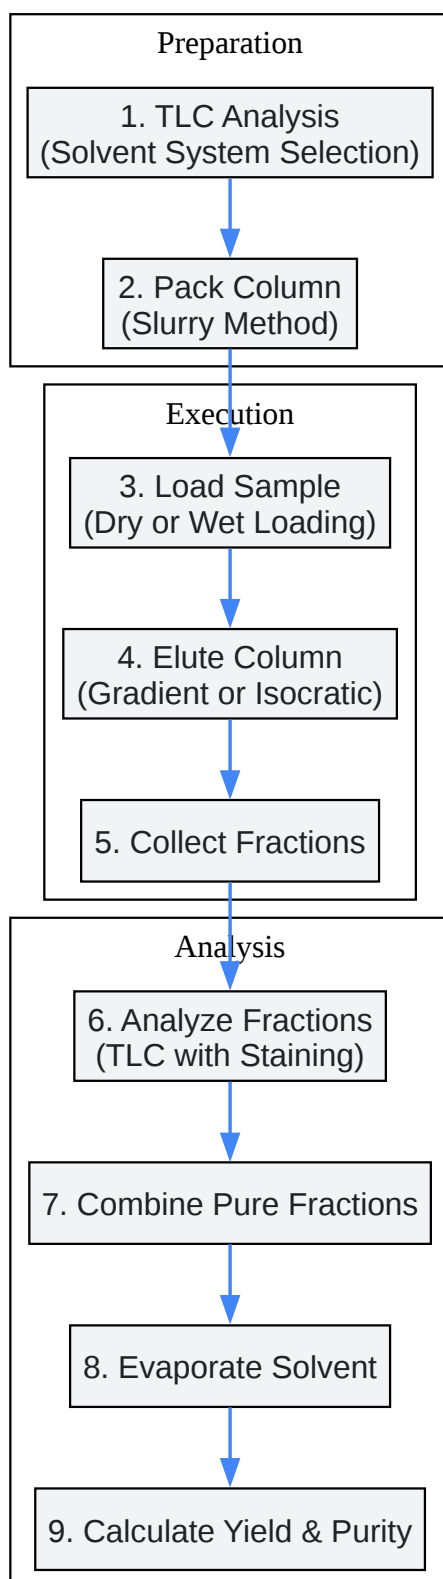 Preparation
1. TLC Analysis
(Solvent System Selection)
2. Pack Column
(Slurry Method)
Execution
3. Load Sample
(Dry or Wet Loading)
4. Elute Column
(Gradient or Isocratic)
5. Collect Fractions
Analysis
6. Analyze Fractions
(TLC with Staining)
7. Combine Pure Fractions
8. Evaporate Solvent
9. Calculate Yield & Purity